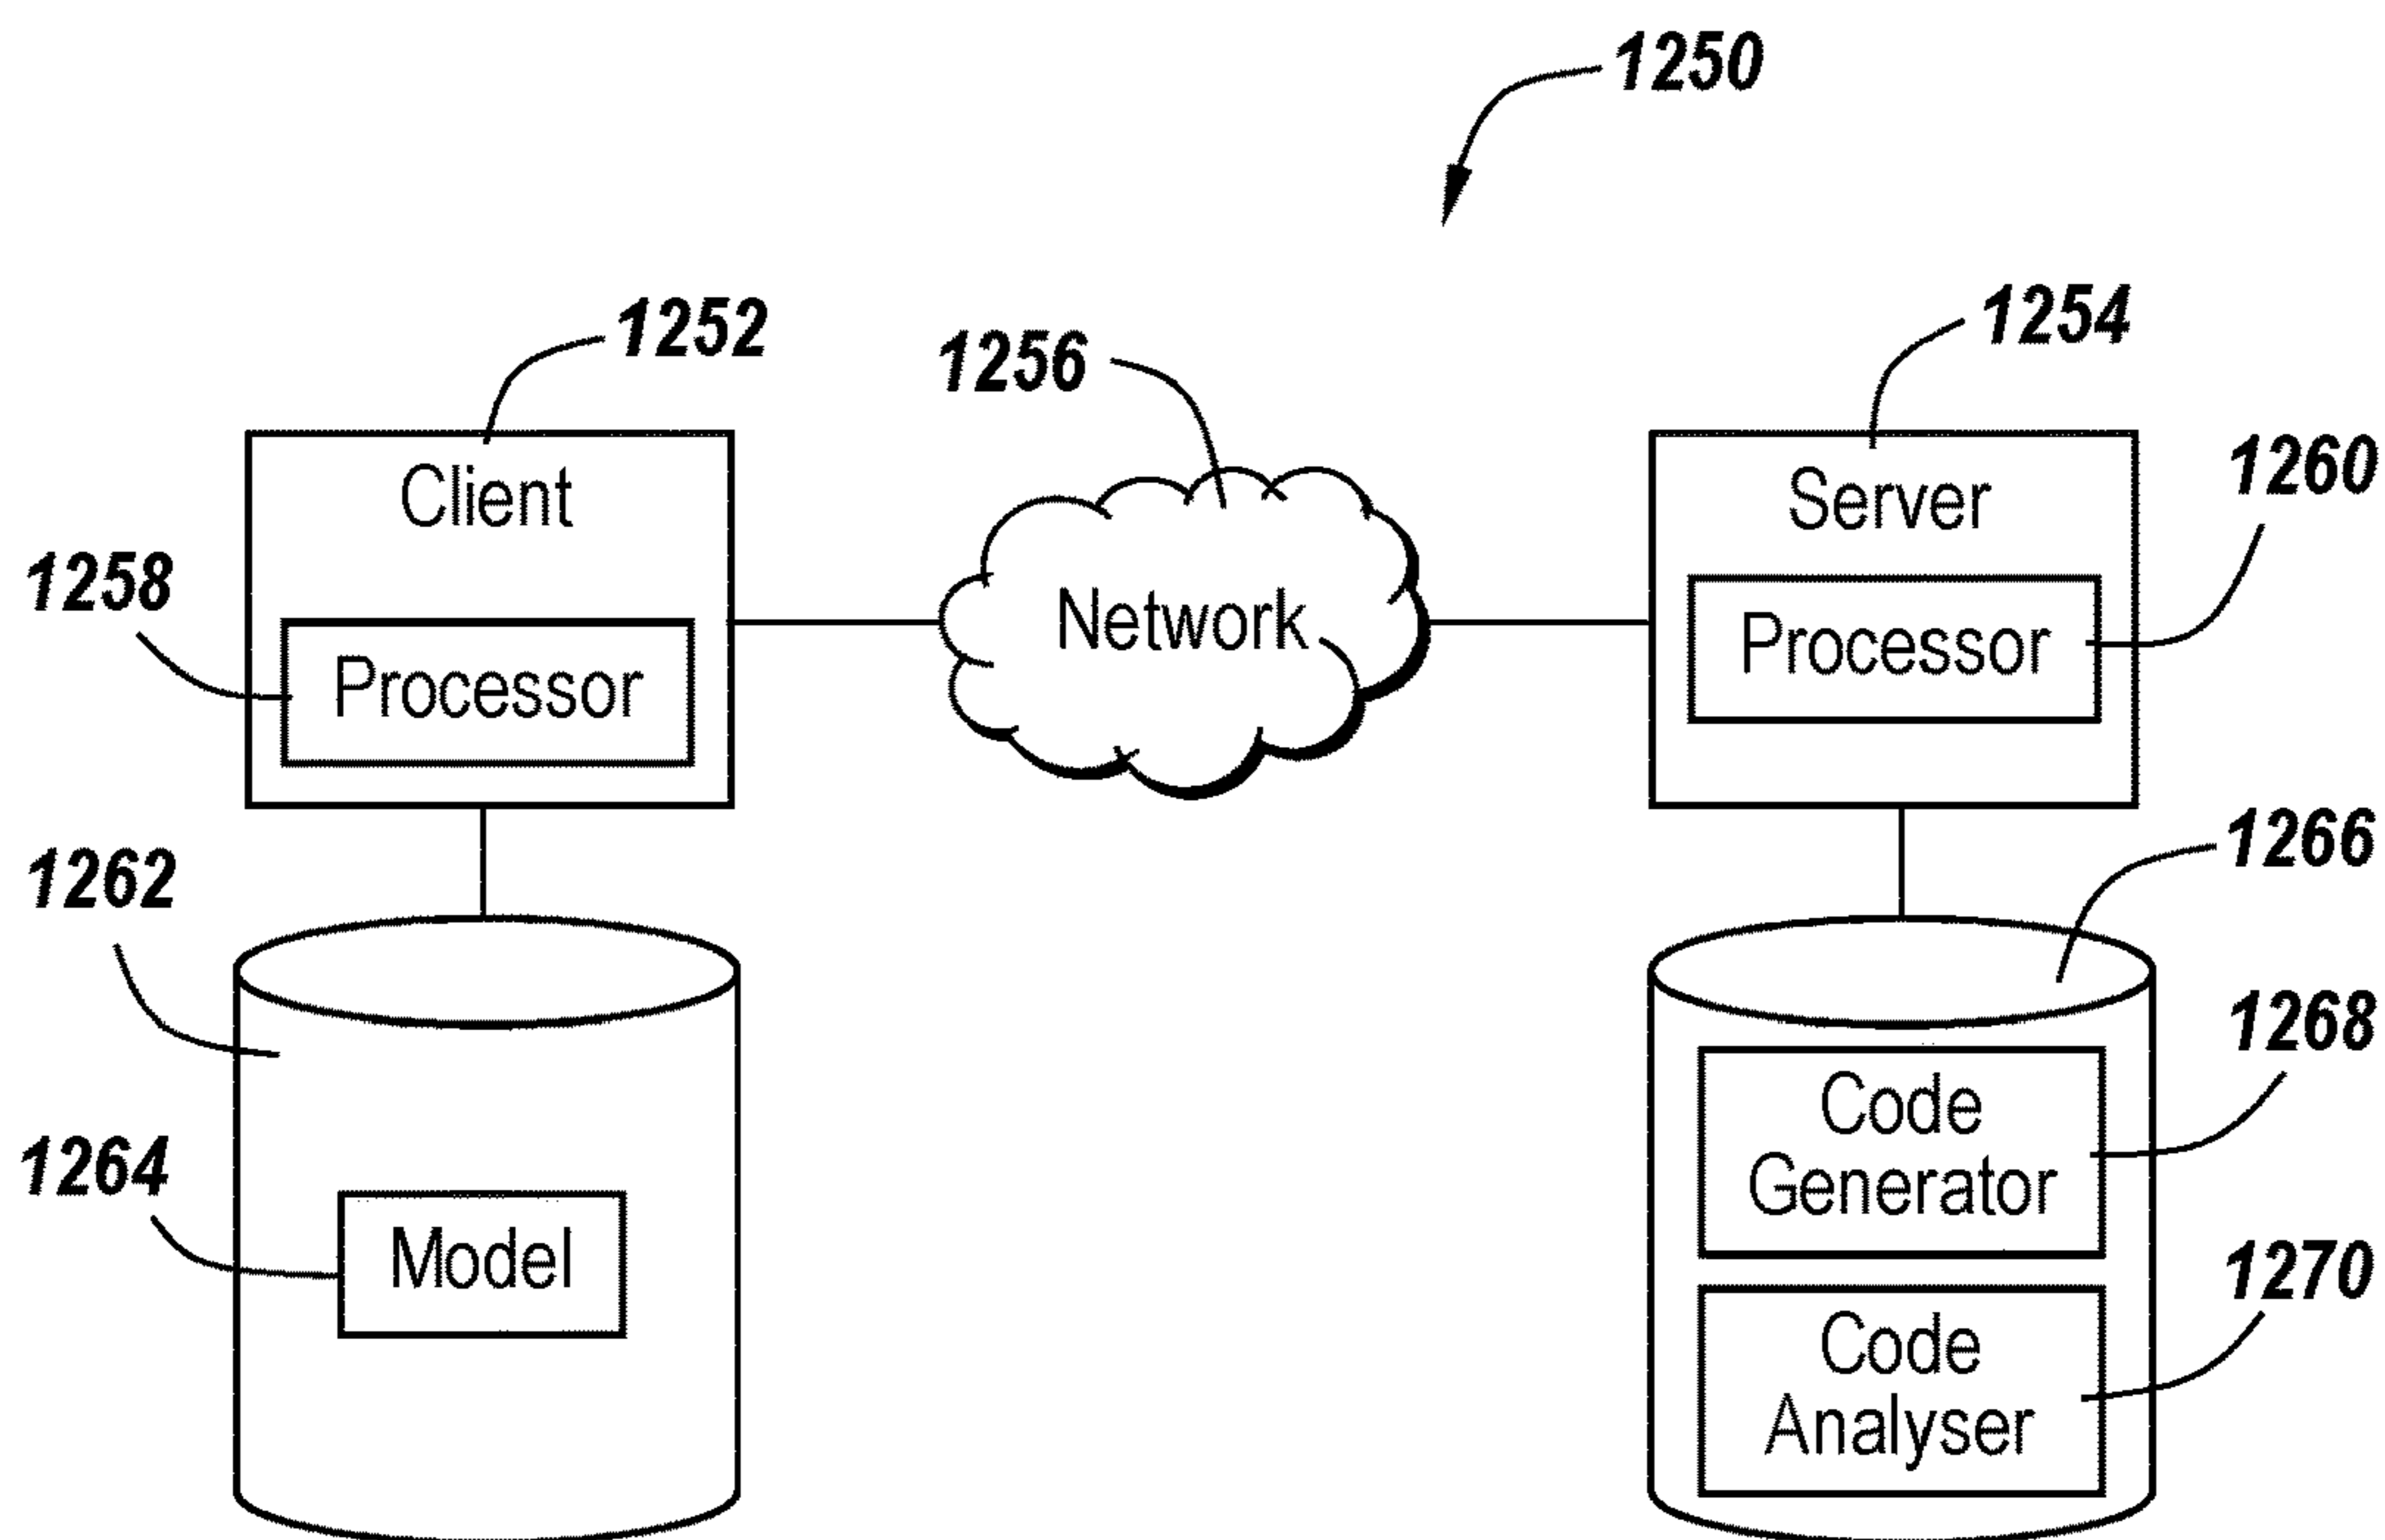 1250
1252
1254
1256
Client
Server
1260
1258
Network
Processor
Processor
1262
1266
1268
Code
Generator
1264
Model
1270
Code
Analyser